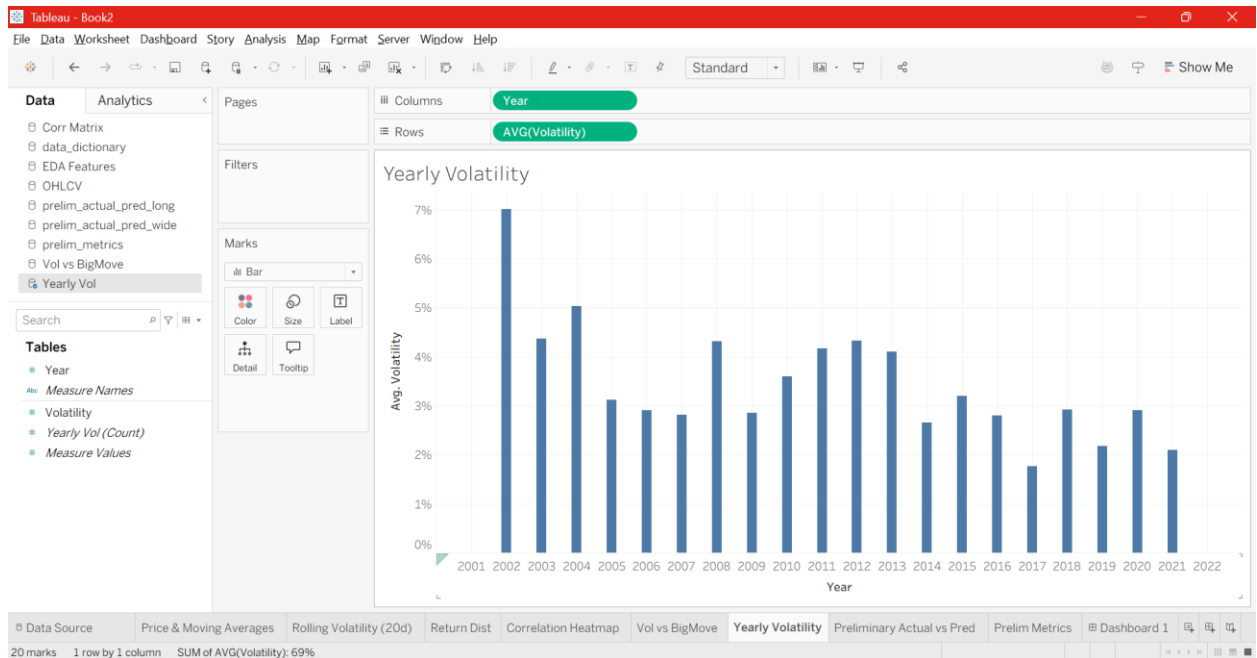 Tableau - Book2
File Data Worksheet Dashboard Story Analysis Map Format Server Window Help
Standard
Show Me
Data Analytics
Pages
Columns Year
Rows AVG(Volatility)
Corr Matrix
data_dictionary
EDA Features
OHLCV
prelim_actual_pred_long
prelim_actual_pred_wide
prelim_metrics
Vol vs BigMove
Yearly Vol
Search
Tables
Year
Abc Measure Names
Volatility
Yearly Vol (Count)
Measure Values
Filters
Marks
Bar
Color Size Label
Detail Tooltip
Yearly Volatility
7%
6%
5%
4%
3%
2%
1%
0%
Avg. Volatility
2001 2002 2003 2004 2005 2006 2007 2008 2009 2010 2011 2012 2013 2014 2015 2016 2017 2018 2019 2020 2021 2022
Year
Data Source Price & Moving Averages Rolling Volatility (20d) Return Dist Correlation Heatmap Vol vs BigMove Yearly Volatility Preliminary Actual vs Pred Prelim Metrics Dashboard 1
20 marks 1 row by 1 column SUM of AVG(Volatility): 69%